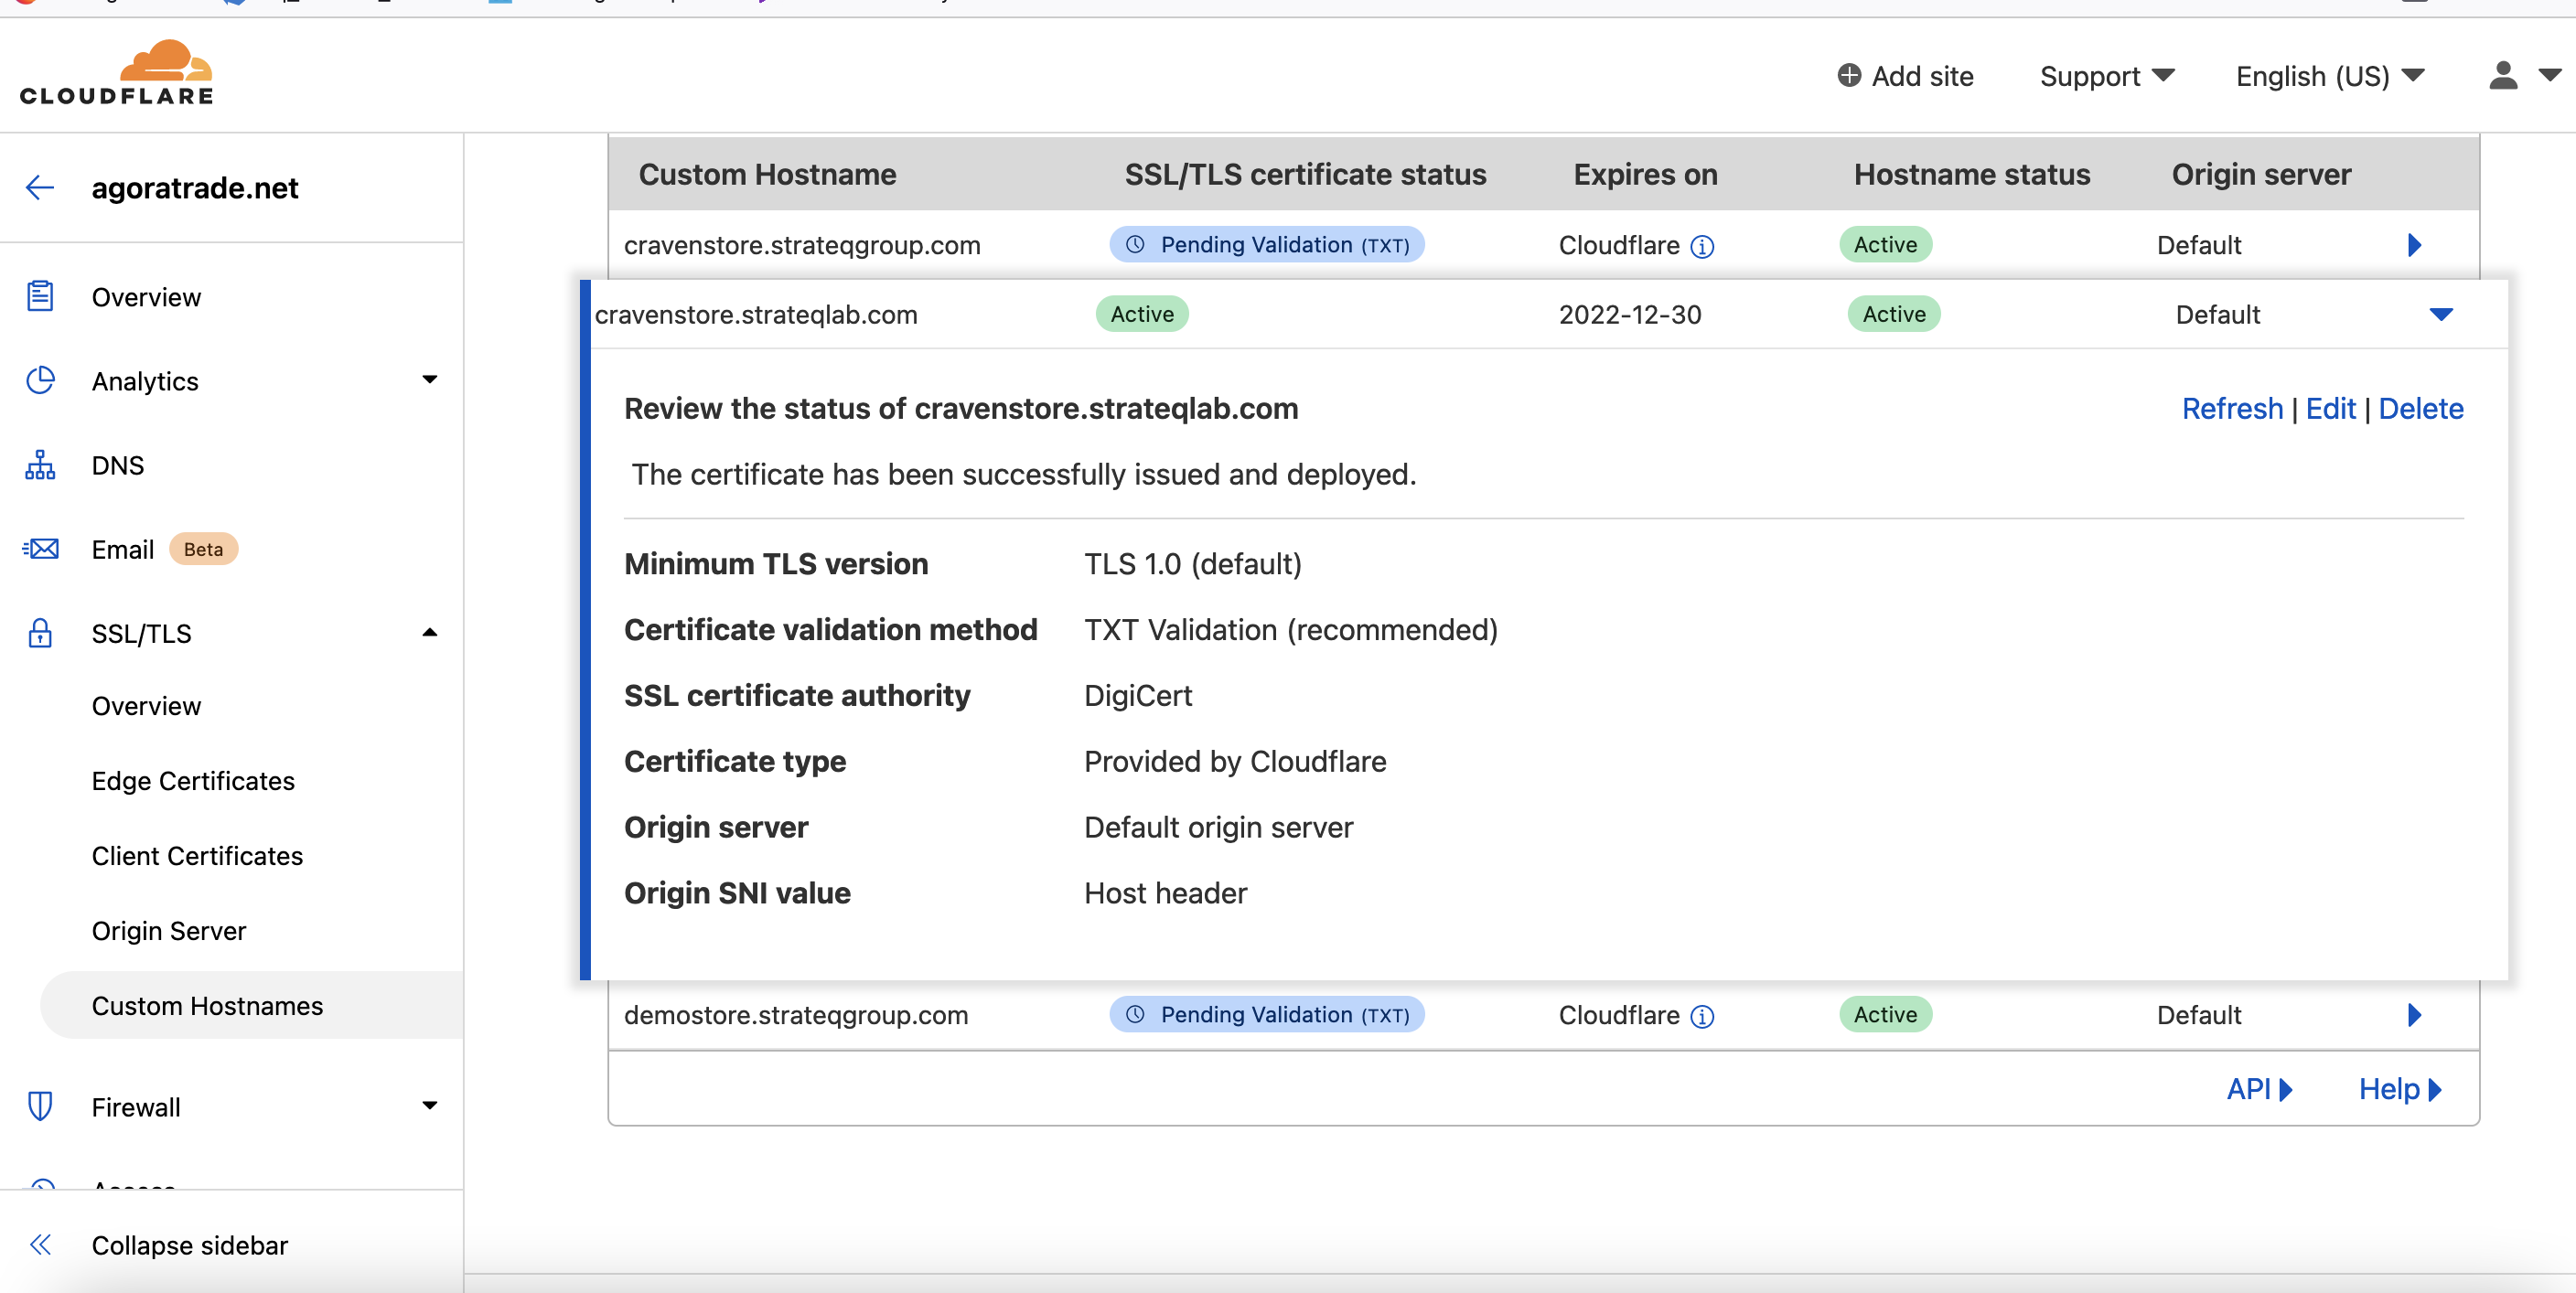 CLOUDFLARE
Add site
Support
English (US)
agoratrade.net
Overview
Analytics
DNS
Email Beta
SSL/TLS
Overview
Edge Certificates
Client Certificates
Origin Server
Custom Hostnames
Firewall
Collapse sidebar
Custom Hostname SSL/TLS certificate status Expires on Hostname status Origin server
cravenstore.strateqgroup.com Pending Validation (TXT) Cloudflare Active Default
cravenstore.strateqlab.com Active 2022-12-30 Active Default
Review the status of cravenstore.strateqlab.com Refresh | Edit | Delete
The certificate has been successfully issued and deployed.
Minimum TLS version TLS 1.0 (default)
Certificate validation method TXT Validation (recommended)
SSL certificate authority DigiCert
Certificate type Provided by Cloudflare
Origin server Default origin server
Origin SNI value Host header
demostore.strateqgroup.com Pending Validation (TXT) Cloudflare Active Default
API Help